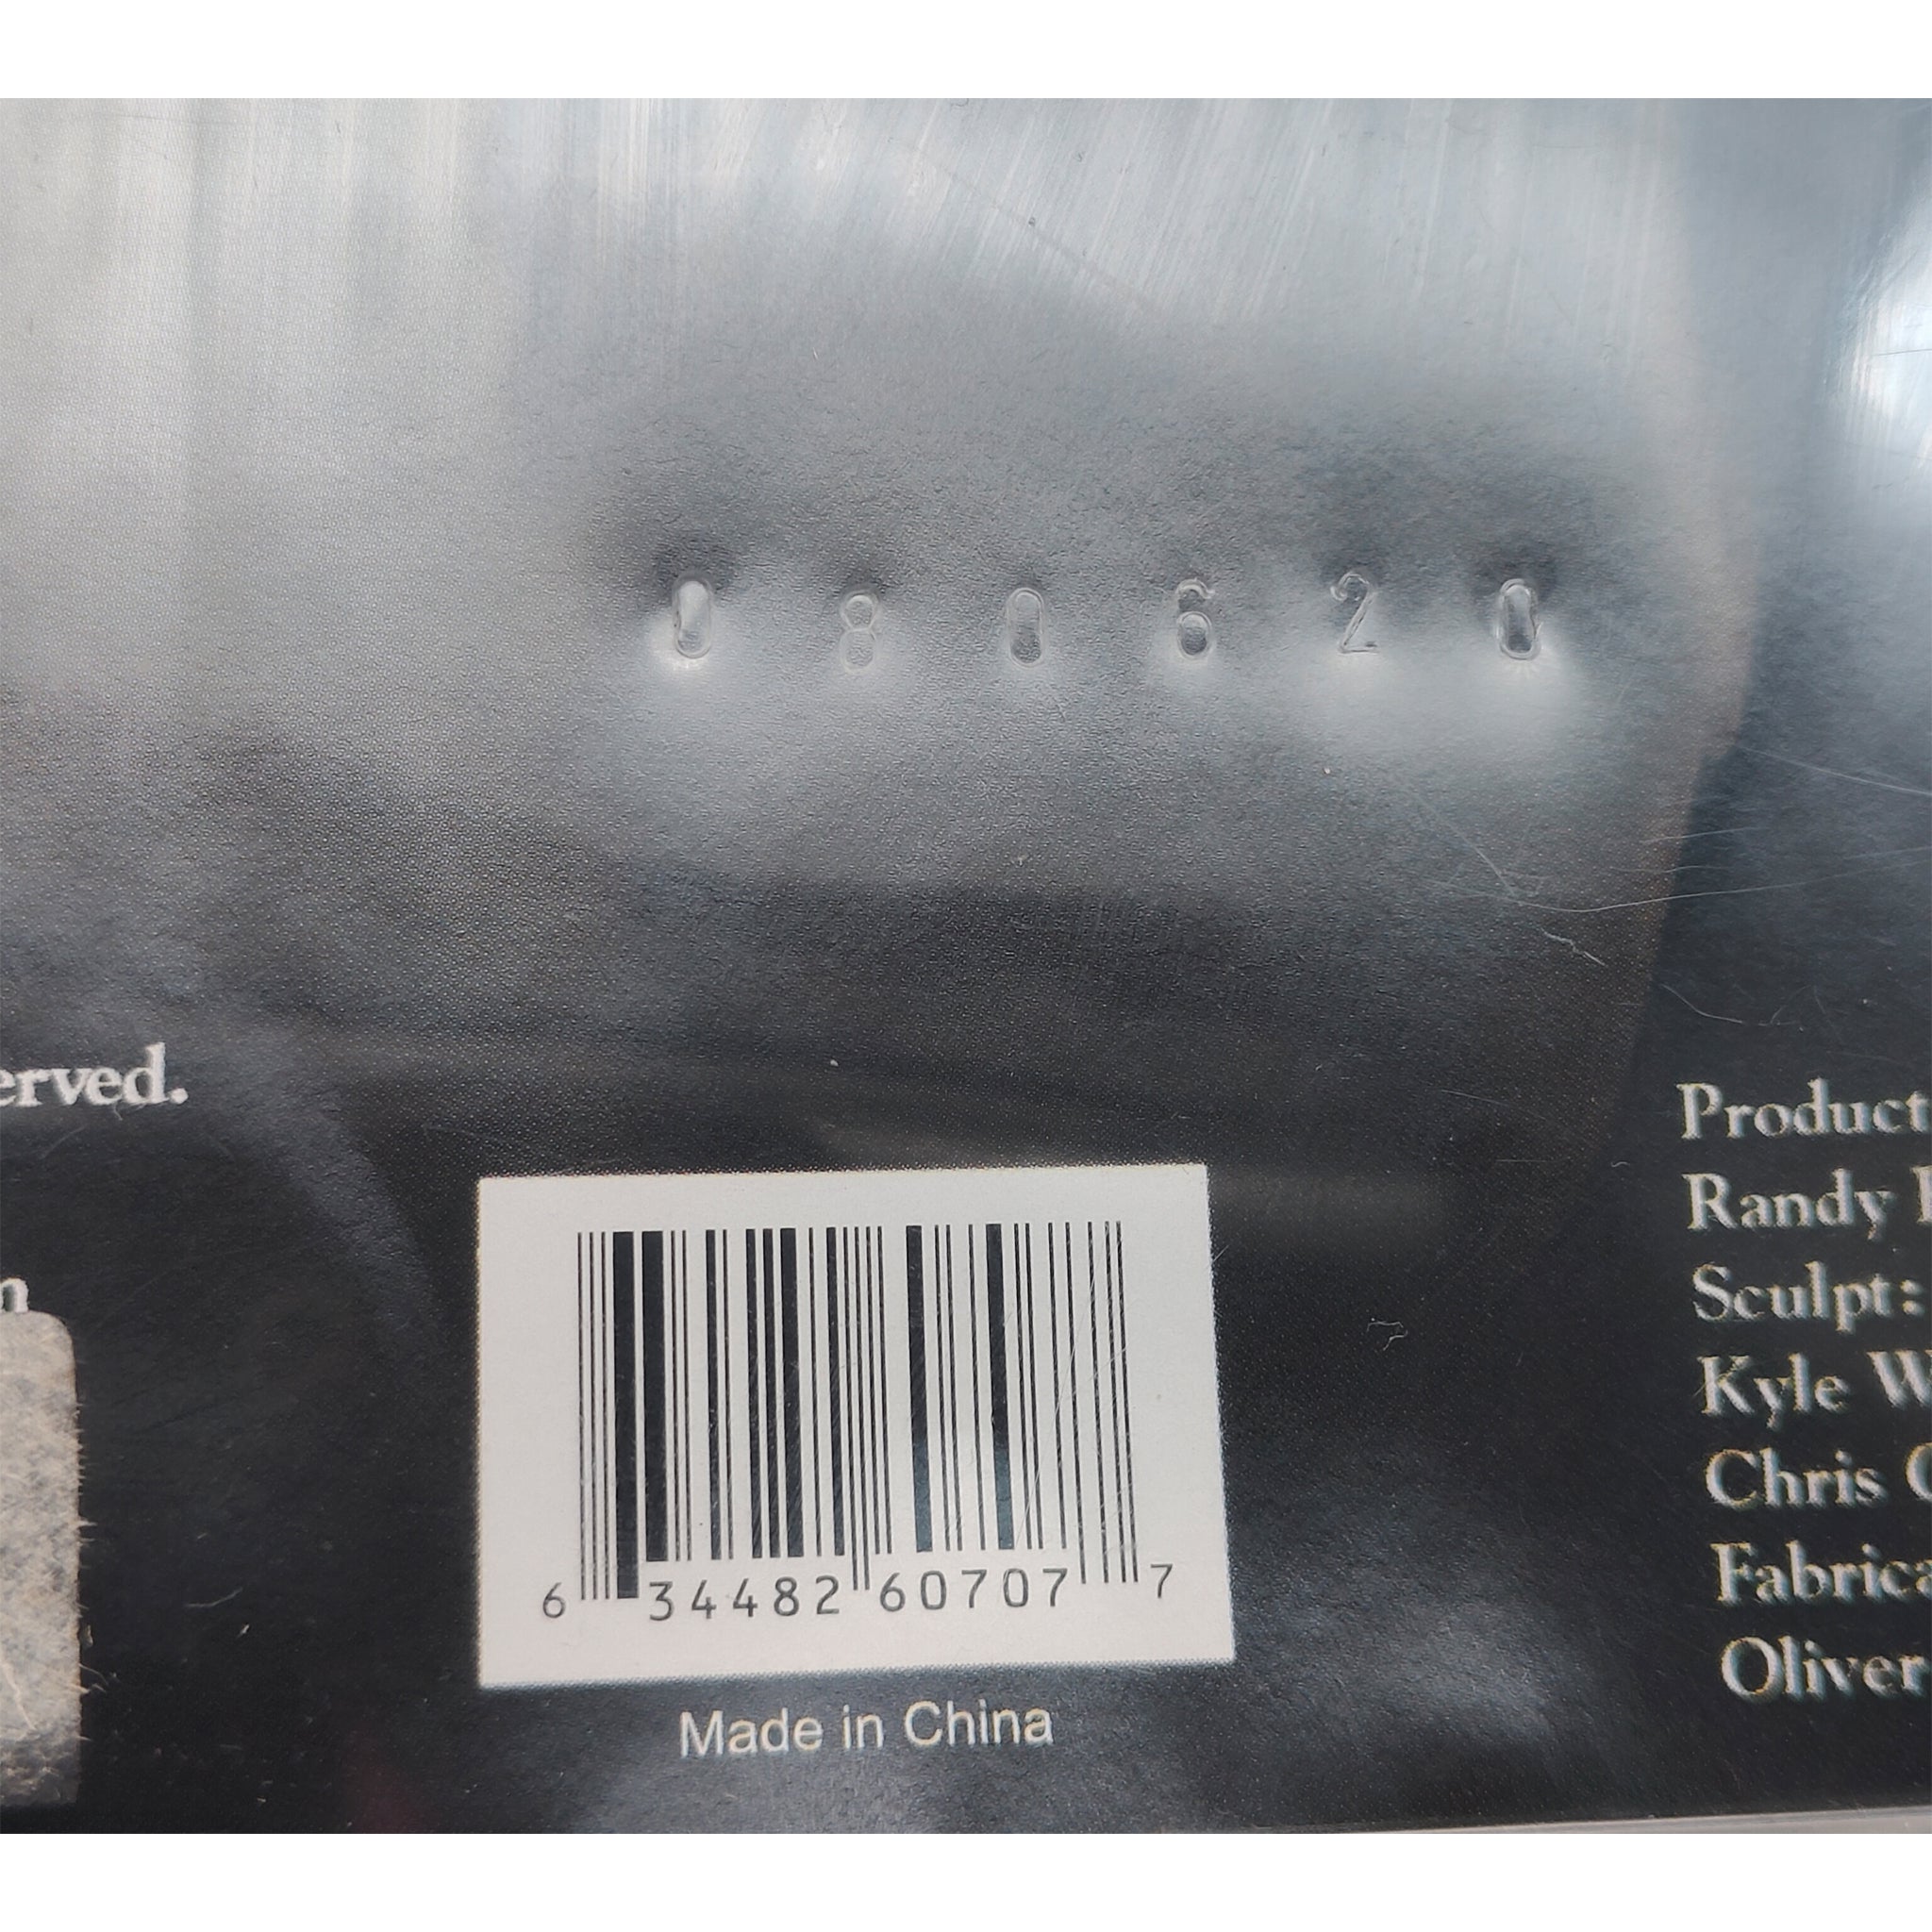 0 8 0 6 2 0
erved.
n
6 34482 60707 7
Made in China
Product
Randy
Sculpt:
Kyle W
Chris
Fabrica
Oliver